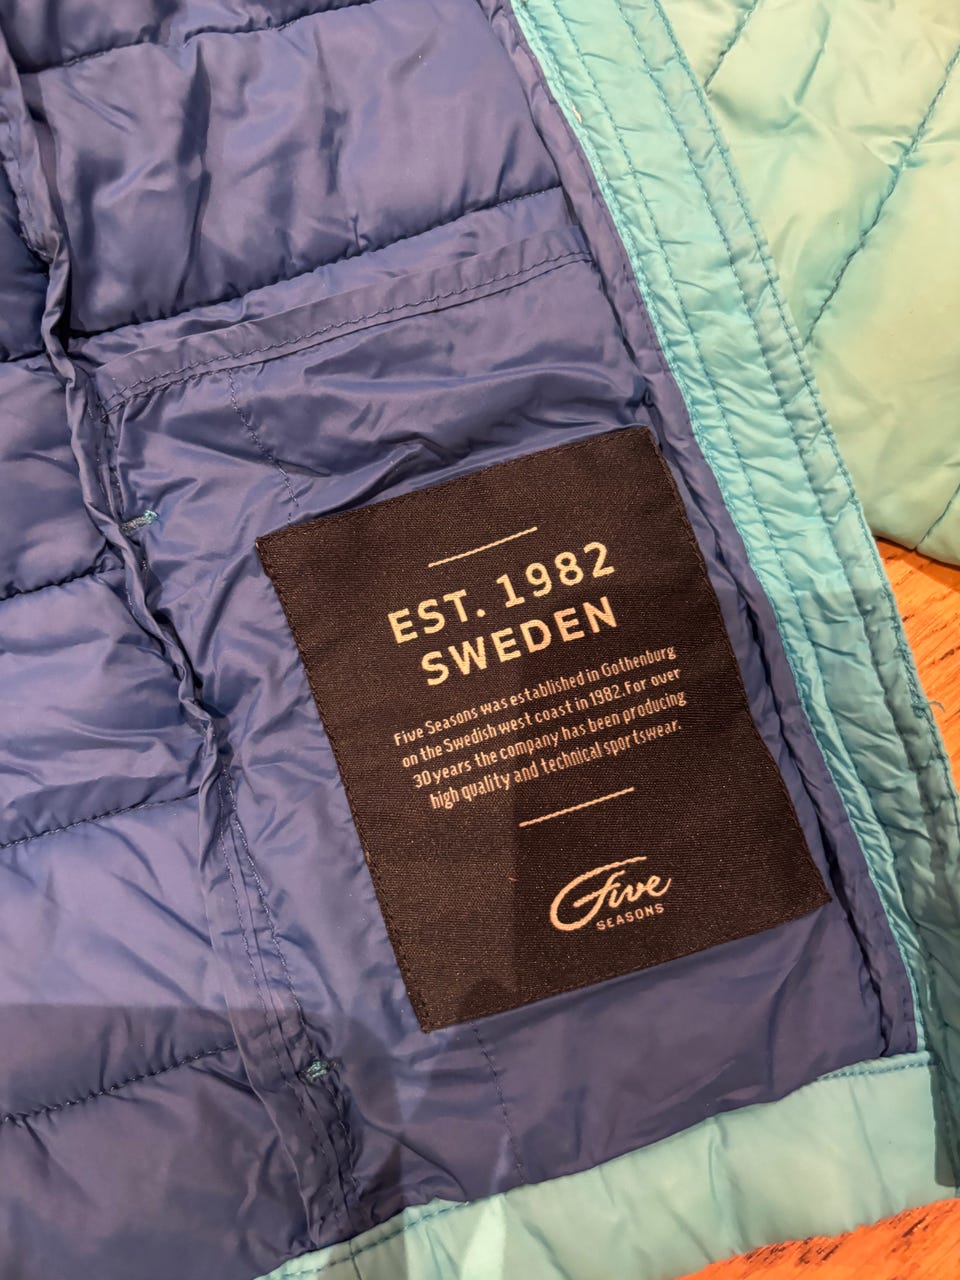 EST. 1982
SWEDEN
Five Seasons was established in Gothenburg
on the Swedish west coast in 1982. For over
30 years the company has been producing
high quality and technical sportswear.
Five
SEASONS